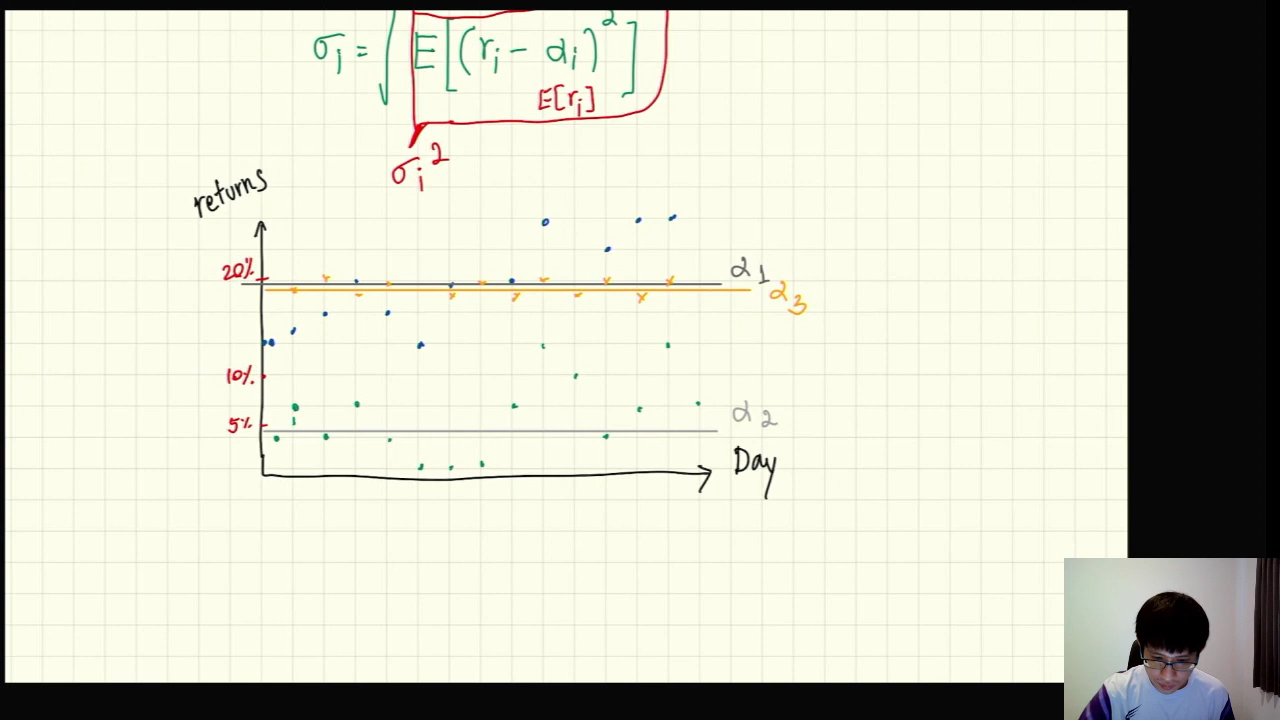 σᵢ = √E[(rᵢ - αᵢ)²]
E[rᵢ]
σᵢ²
returns
20%
α₁
α₃
10%
5%
α₂
Day